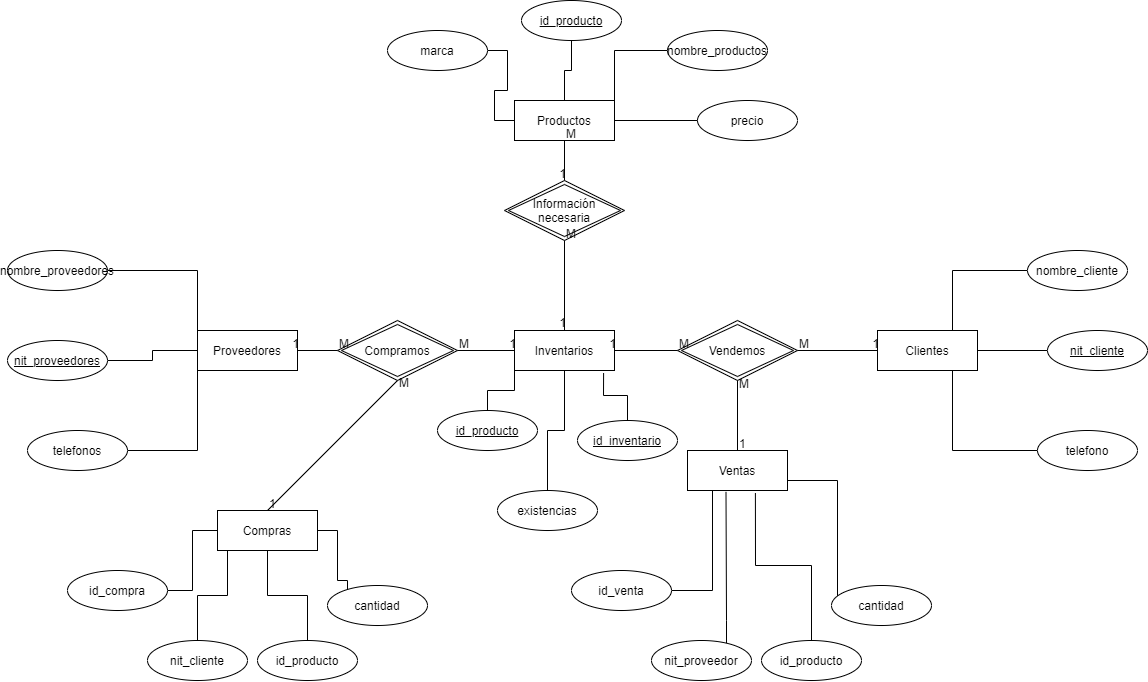 id_producto
marca
nombre_productos
Productos
precio
M
1
Información
necesaria
M
1
nombre_proveedores
nombre_cliente
Proveedores
1
M
Compramos
M
1
Inventarios
1
M
Vendemos
M
1
Clientes
nit_proveedores
nit_cliente
M
M
id_producto
id_inventario
telefonos
telefono
1
Ventas
existencias
1
Compras
id_compra
cantidad
id_venta
cantidad
nit_cliente
id_producto
nit_proveedor
id_producto